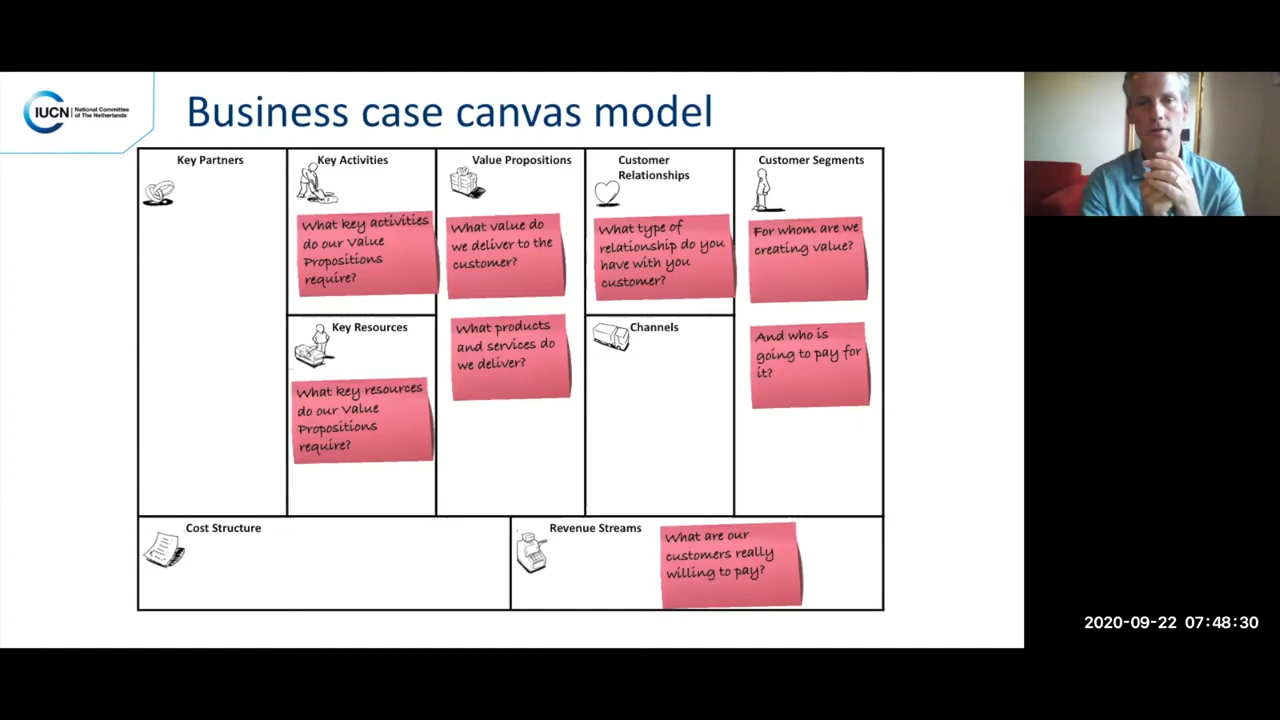 IUCN
National Committee
of The Netherlands
Business case canvas model
Key Partners
Key Activities
What key activities
do our Value
Propositions
require?
Key Resources
What key resources
do our Value
Propositions
require?
Value Propositions
What value do
we deliver to the
customer?
What products
and services do
we deliver?
Customer
Relationships
What type of
relationship do you
have with you
customer?
Channels
Customer Segments
For whom are we
creating value?
And who is
going to pay for
it?
Cost Structure
Revenue Streams
What are our
customers really
willing to pay?
2020-09-22 07:48:30